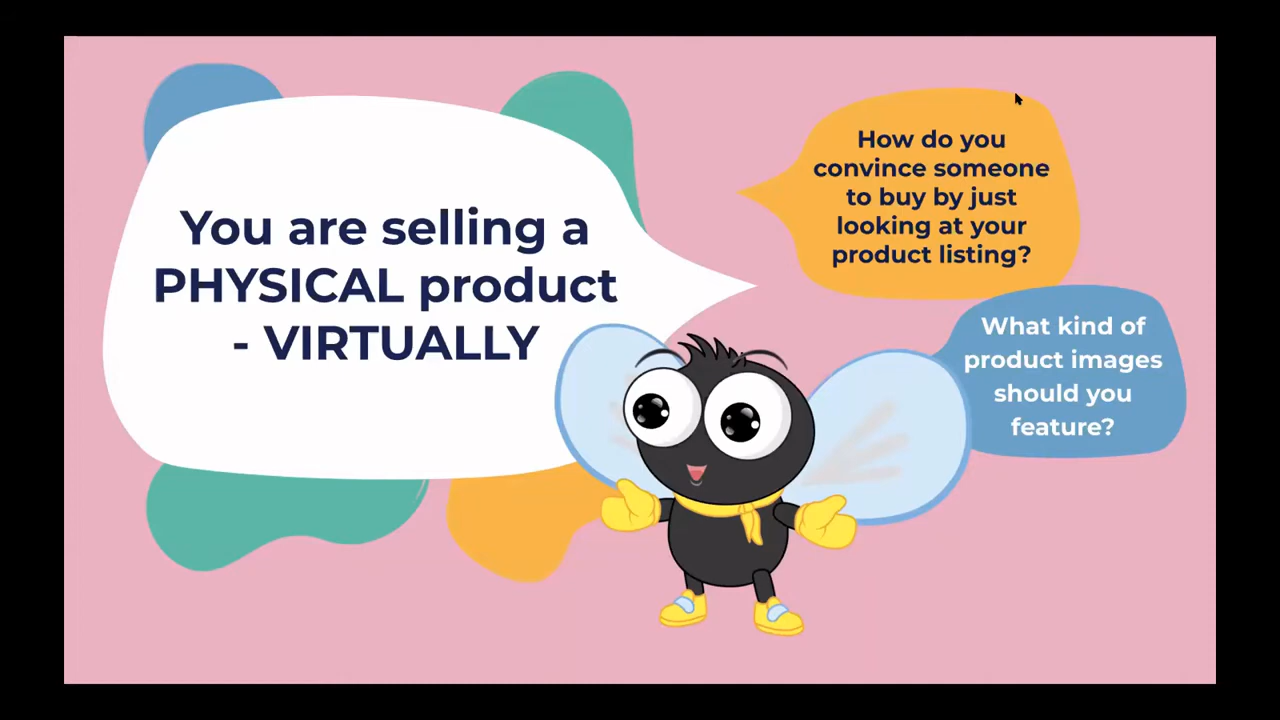 You are selling a
PHYSICAL product
- VIRTUALLY
How do you
convince someone
to buy by just
looking at your
product listing?
What kind of
product images
should you
feature?